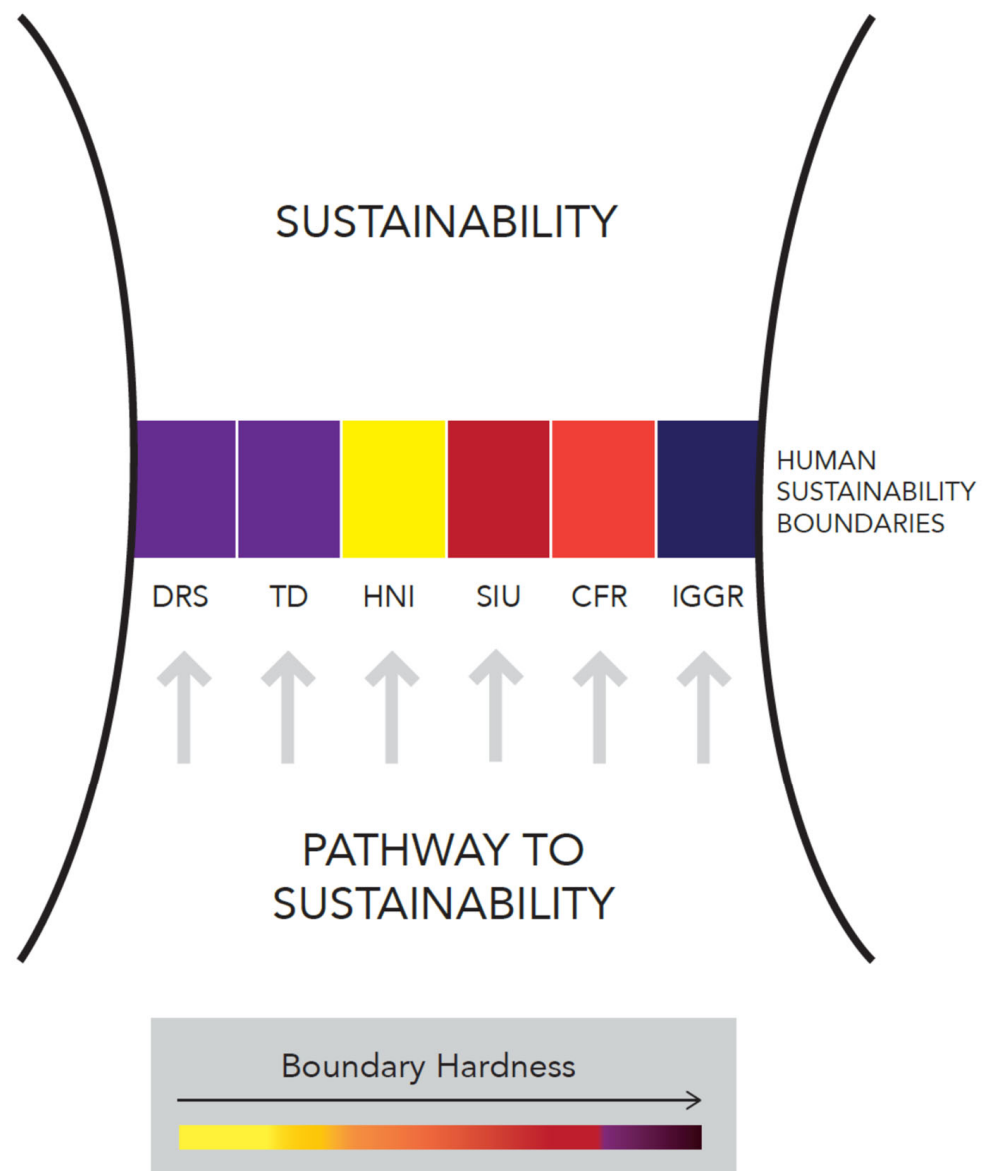 SUSTAINABILITY
HUMAN
SUSTAINABILITY
BOUNDARIES
DRS TD HNI SIU CFR IGGR
PATHWAY TO
SUSTAINABILITY
Boundary Hardness